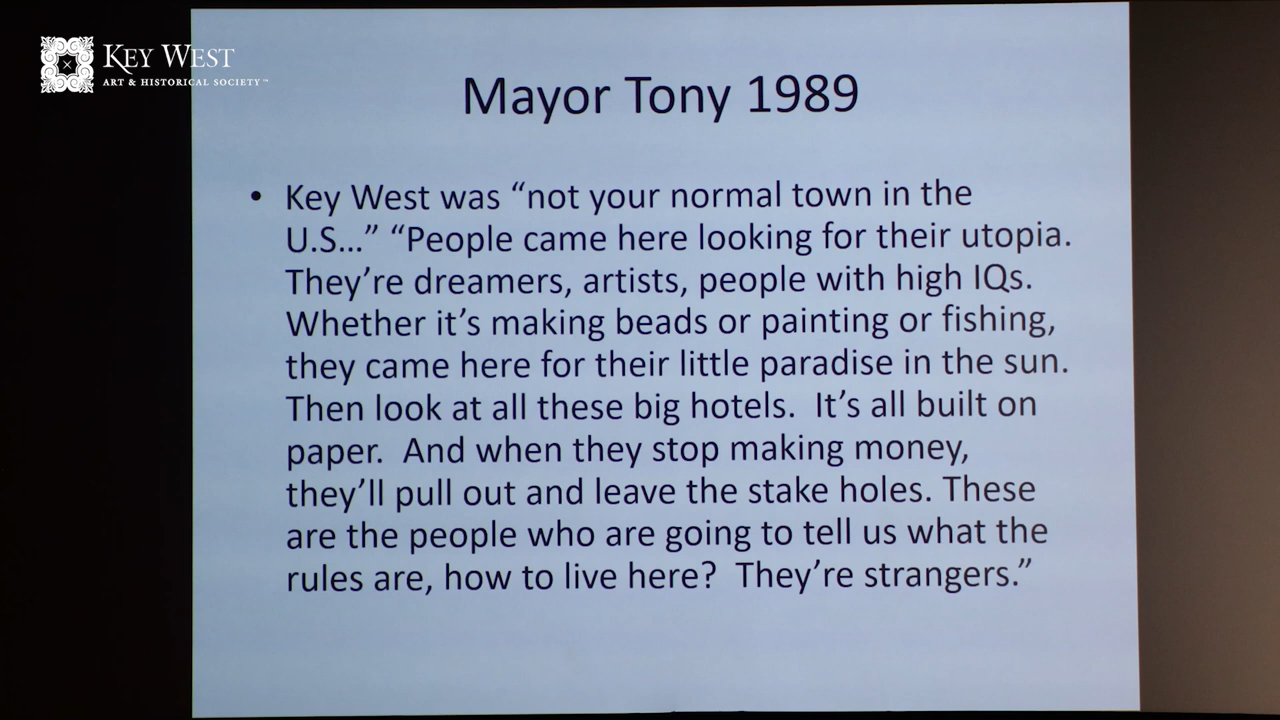 KEY WEST
ART & HISTORICAL SOCIETY™
Mayor Tony 1989
• Key West was “not your normal town in the
U.S…” “People came here looking for their utopia.
They’re dreamers, artists, people with high IQs.
Whether it’s making beads or painting or fishing,
they came here for their little paradise in the sun.
Then look at all these big hotels.  It’s all built on
paper.  And when they stop making money,
they’ll pull out and leave the stake holes. These
are the people who are going to tell us what the
rules are, how to live here?  They’re strangers.”